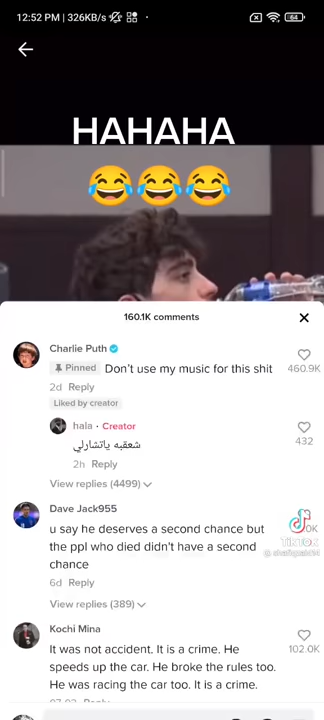 12:52 PM | 326KB/s
64
HAHAHA
😂😂😂
160.1K comments
Charlie Puth
Pinned Don't use my music for this shit
460.9K
2d Reply
Liked by creator
hala · Creator
شعقبه ياتشارلي
432
2h Reply
View replies (4499)
Dave Jack955
u say he deserves a second chance but
the ppl who died didn't have a second
chance
TikTok
6d Reply
View replies (389)
Kochi Mina
It was not accident. It is a crime. He
speeds up the car. He broke the rules too.
He was racing the car too. It is a crime.
102.0K